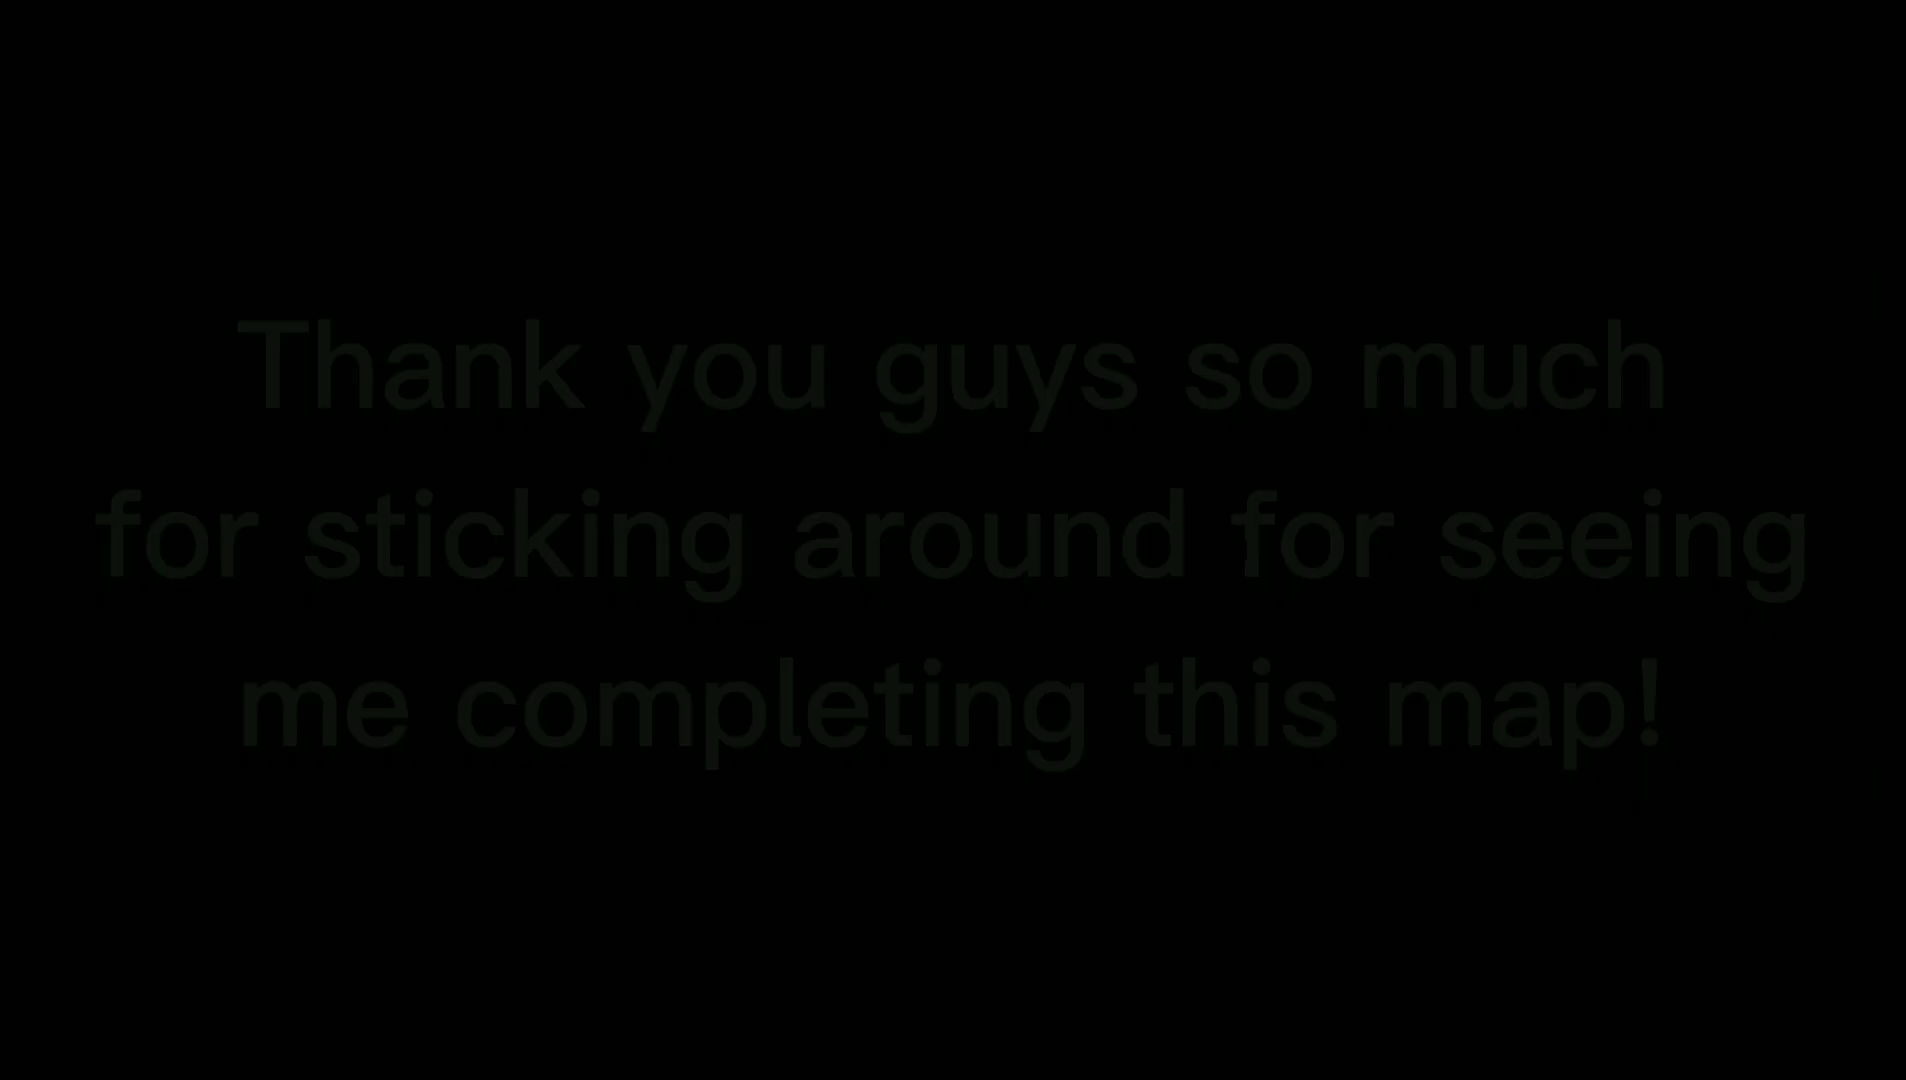 Thank you guys so much
for sticking around for seeing
me completing this map!